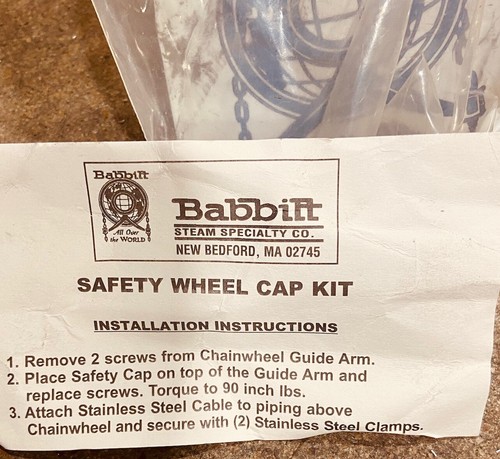 Babbitt
All Over
the WORLD
Babbitt
STEAM SPECIALTY CO.
NEW BEDFORD, MA 02745
SAFETY WHEEL CAP KIT
INSTALLATION INSTRUCTIONS
1. Remove 2 screws from Chainwheel Guide Arm.
2. Place Safety Cap on top of the Guide Arm and
replace screws. Torque to 90 inch lbs.
3. Attach Stainless Steel Cable to piping above
Chainwheel and secure with (2) Stainless Steel Clamps.